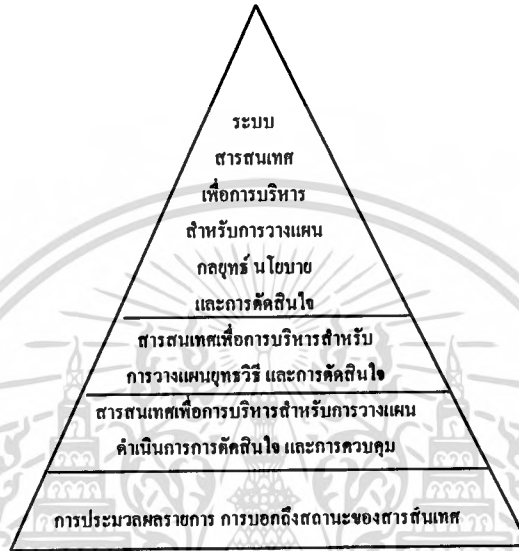 ระบบ
สารสนเทศ
เพื่อการบริหาร
สำหรับการวางแผน
กลยุทธ์ นโยบาย
และการตัดสินใจ
สารสนเทศเพื่อการบริหารสำหรับ
การวางแผนยุทธวิธี และการตัดสินใจ
สารสนเทศเพื่อการบริหารสำหรับการวางแผน
ดำเนินการการตัดสินใจ และการควบคุม
การประมวลผลรายการ การบอกถึงสถานะของสารส้นเทศ